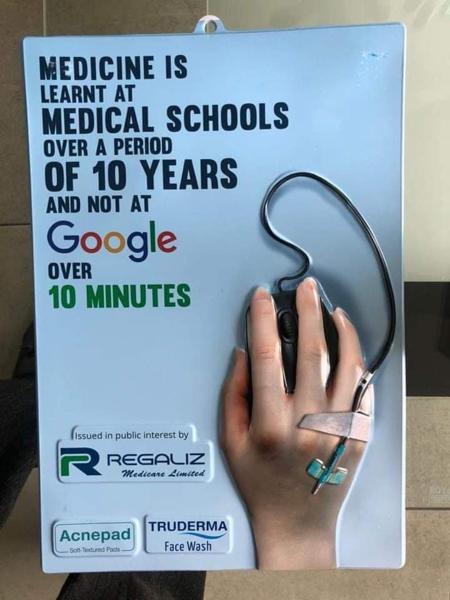 MEDICINE IS
LEARNT AT
MEDICAL SCHOOLS
OVER A PERIOD
OF 10 YEARS
AND NOT AT
Google
OVER
10 MINUTES
Issued in public interest by
REGALIZ
Medicare Limited
Acnepad
Soft-Textured Pads
TRUDERMA
Face Wash